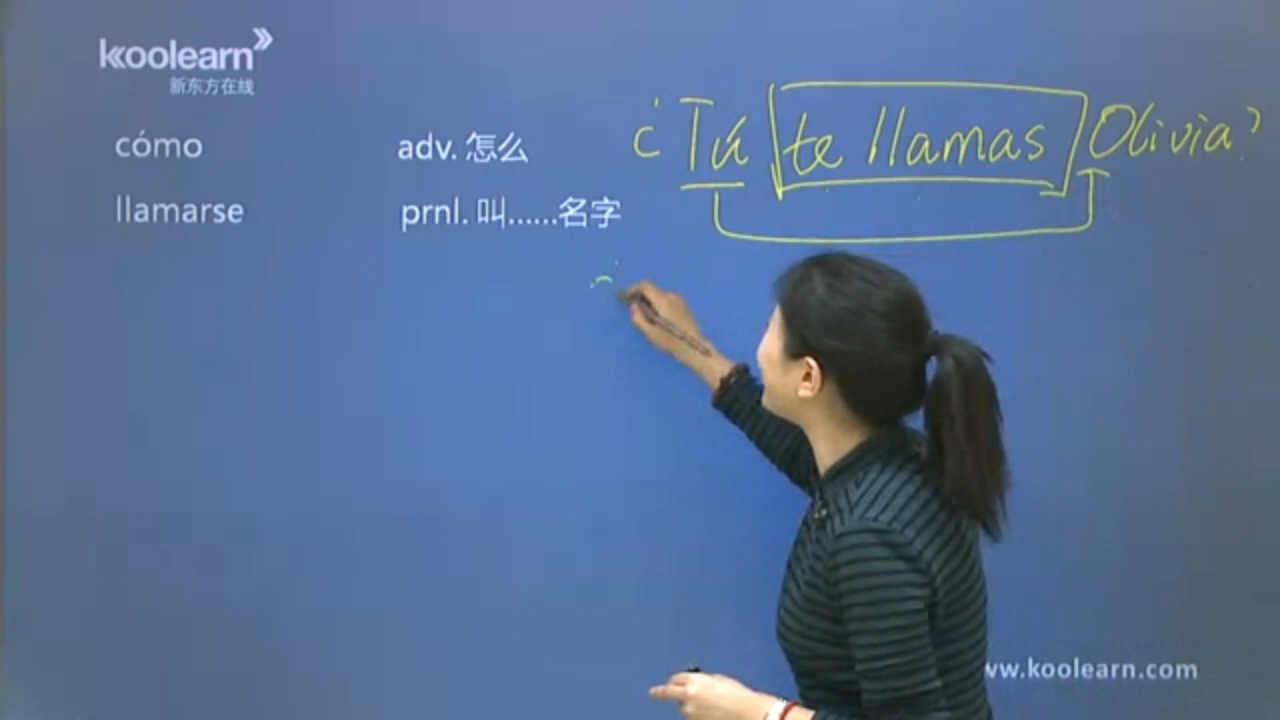 koolearn
新东方在线
cómo adv. 怎么
llamarse prnl. 叫……名字
¿Tú te llamas Olivia?
ww.koolearn.com